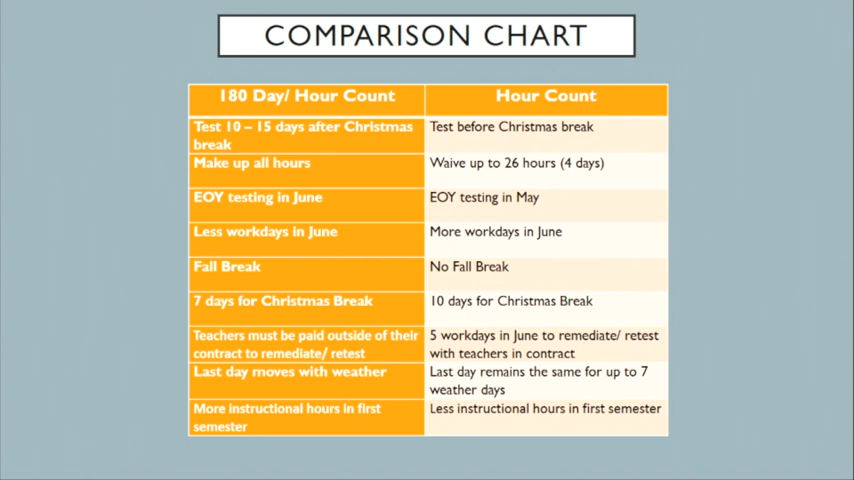 COMPARISON CHART
180 Day/ Hour Count
Hour Count
Test 10 – 15 days after Christmas
break
Test before Christmas break
Make up all hours
Waive up to 26 hours (4 days)
EOY testing in June
EOY testing in May
Less workdays in June
More workdays in June
Fall Break
No Fall Break
7 days for Christmas Break
10 days for Christmas Break
Teachers must be paid outside of their
contract to remediate/ retest
5 workdays in June to remediate/ retest
with teachers in contract
Last day moves with weather
Last day remains the same for up to 7
weather days
More instructional hours in first
semester
Less instructional hours in first semester